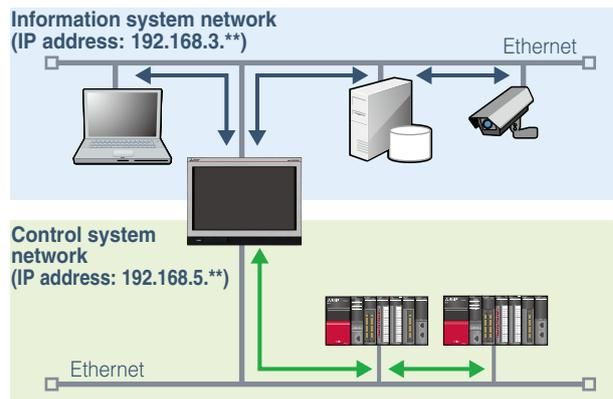 Information system network
(IP address: 192.168.3.**)
Ethernet
Control system
network
(IP address: 192.168.5.**)
Ethernet